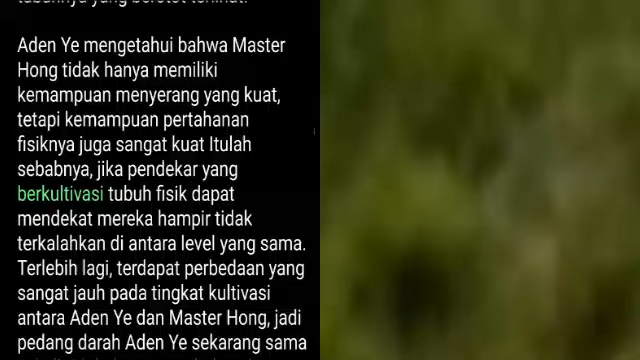 Aden Ye mengetahui bahwa Master
Hong tidak hanya memiliki
kemampuan menyerang yang kuat,
tetapi kemampuan pertahanan
fisiknya juga sangat kuat Itulah
sebabnya, jika pendekar yang
berkultivasi tubuh fisik dapat
mendekat mereka hampir tidak
terkalahkan di antara level yang sama.
Terlebih lagi, terdapat perbedaan yang
sangat jauh pada tingkat kultivasi
antara Aden Ye dan Master Hong, jadi
pedang darah Aden Ye sekarang sama